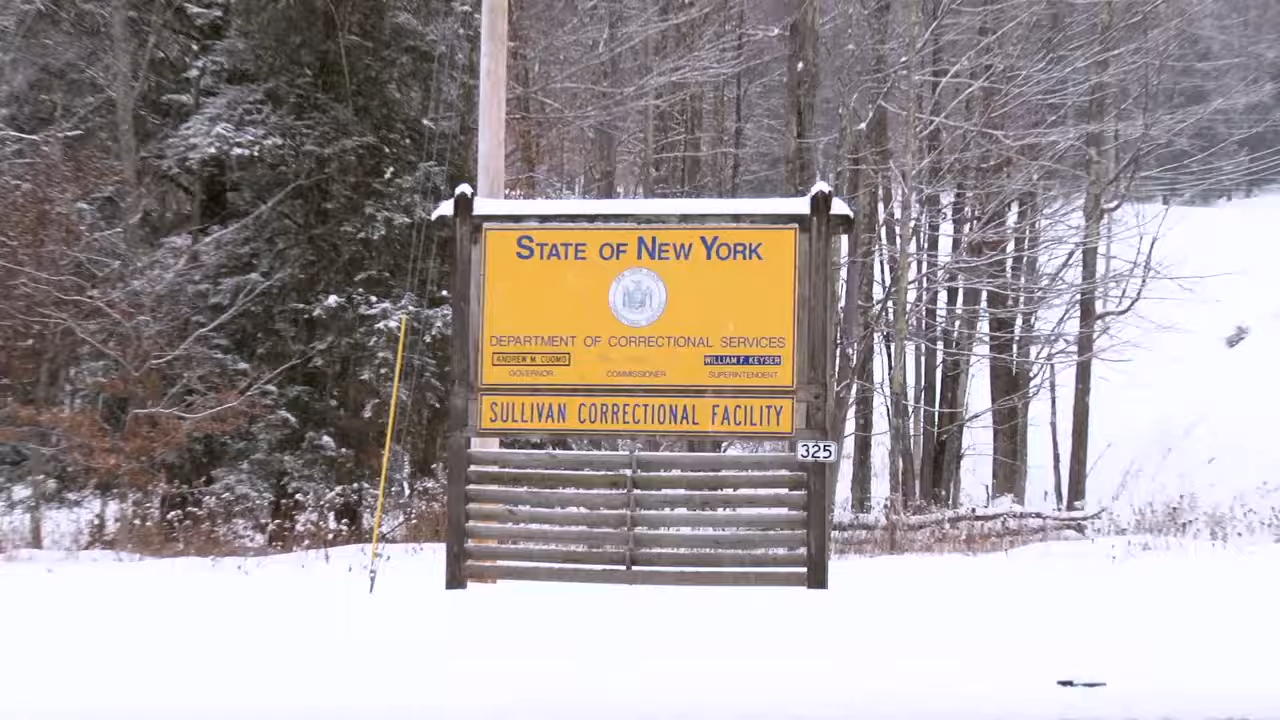 STATE OF NEW YORK
DEPARTMENT OF CORRECTIONAL SERVICES
ANDREW M. CUOMO WILLIAM F. KEYSER
GOVERNOR COMMISSIONER SUPERINTENDENT
SULLIVAN CORRECTIONAL FACILITY
325